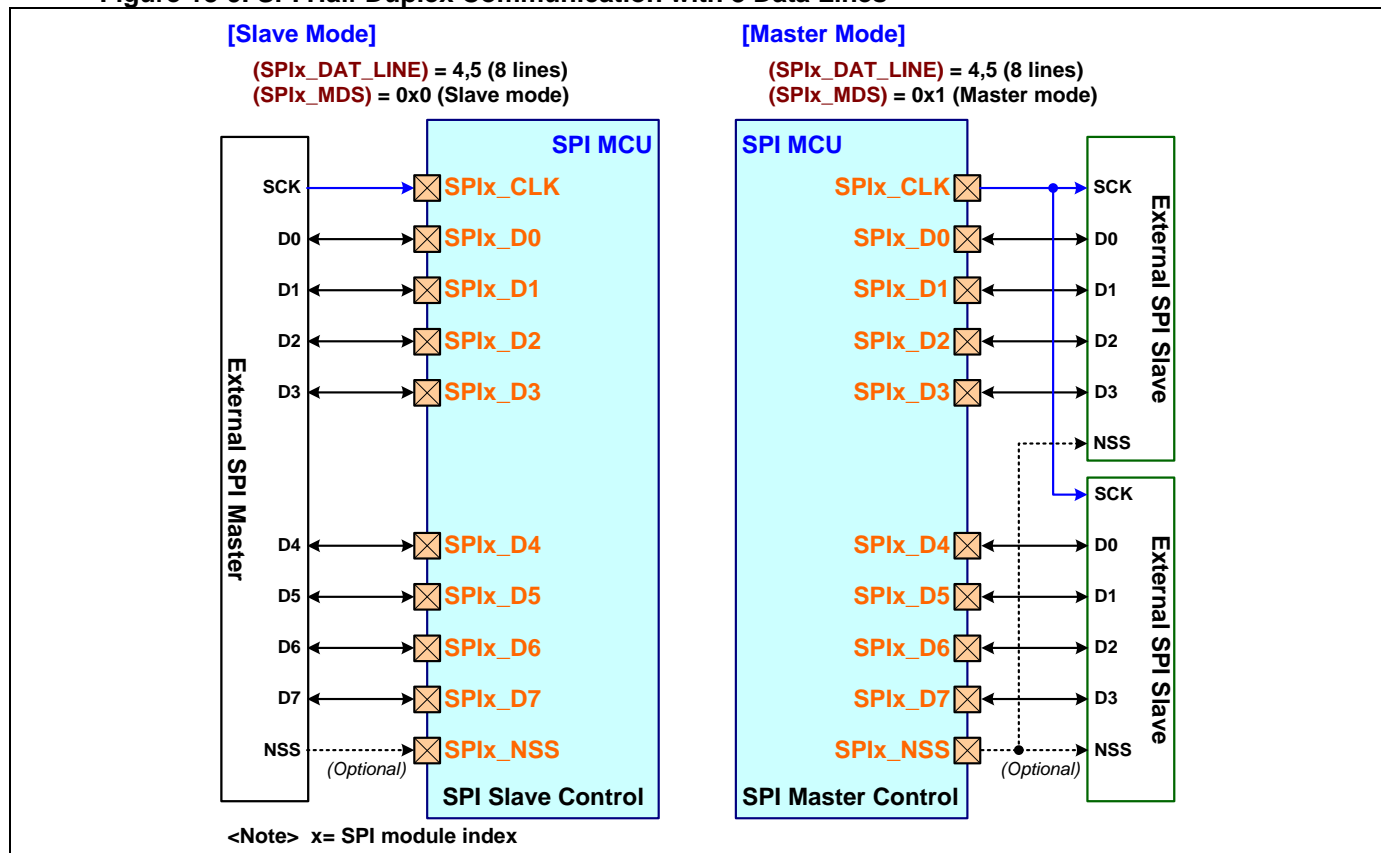 [Slave Mode]
(SPIx_DAT_LINE) = 4,5 (8 lines)
(SPIx_MDS) = 0x0 (Slave mode)
External SPI Master
SCK
D0
D1
D2
D3
D4
D5
D6
D7
NSS
(Optional)
SPI MCU
SPIx_CLK
SPIx_D0
SPIx_D1
SPIx_D2
SPIx_D3
SPIx_D4
SPIx_D5
SPIx_D6
SPIx_D7
SPIx_NSS
SPI Slave Control
[Master Mode]
(SPIx_DAT_LINE) = 4,5 (8 lines)
(SPIx_MDS) = 0x1 (Master mode)
SPI MCU
SPIx_CLK
SPIx_D0
SPIx_D1
SPIx_D2
SPIx_D3
SPIx_D4
SPIx_D5
SPIx_D6
SPIx_D7
SPIx_NSS
SPI Master Control
(Optional)
SCK
D0
D1
D2
D3
NSS
External SPI Slave
SCK
D0
D1
D2
D3
NSS
External SPI Slave
<Note> x= SPI module index